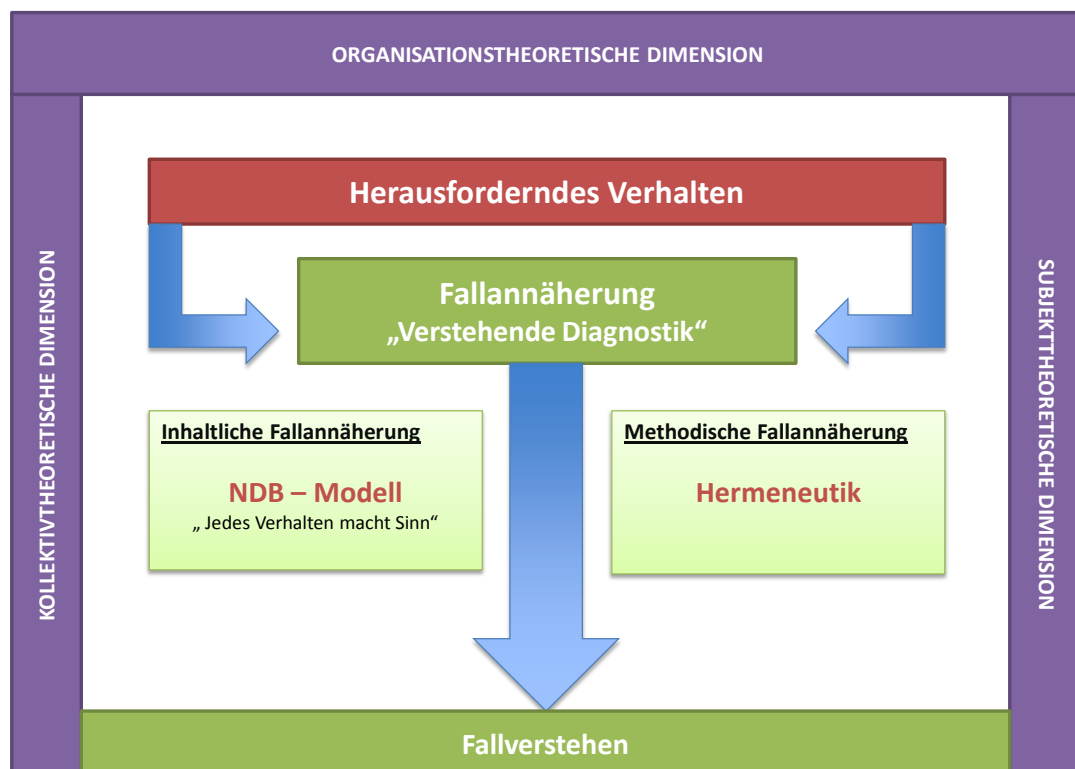 ORGANISATIONSTHEORETISCHE DIMENSION
KOLLEKTIVTHEORETISCHE DIMENSION
Herausforderndes Verhalten
Fallannäherung
„Verstehende Diagnostik“
Inhaltliche Fallannäherung
NDB – Modell
„ Jedes Verhalten macht Sinn“
Methodische Fallannäherung
Hermeneutik
SUBJEKTTHEORETISCHE DIMENSION
Fallverstehen